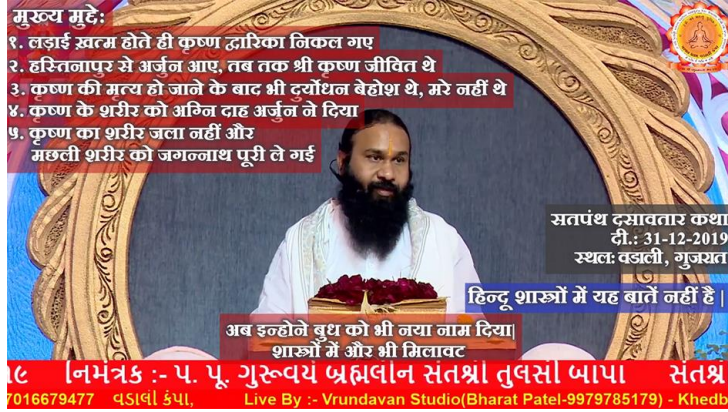 मुख्य मुद्दे:
१. लड़ाई ख़त्म होते ही कृष्ण द्वारिका निकल गए
२. हस्तिनापुर से अर्जुन आए, तब तक श्री कृष्ण जीवित थे
३. कृष्ण की मृत्य हो जाने के बाद भी दुर्योधन बेहोश थे, मरे नहीं थे
४. कृष्ण के शरीर को अग्नि दाह अर्जुन ने दिया
५. कृष्ण का शरीर जला नहीं और
मछली शरीर को जगन्नाथ पूरी ले गई
सतपंथ दसावतार कथा
दी.: 31-12-2019
स्थल: वडाली, गुजरात
हिन्दू शास्त्रों में यह बातें नहीं है |
अब इन्होने बुध को भी नया नाम दिया|
शास्त्रों में और भी मिलावट
૧૯ નિમંત્રક :- પ. પૂ. ગુરૂવર્ય બ્રહ્મલીન સંતશ્રી તુલસી બાપા સંતશ્ર
7016679477 વડાલી કંપા, Live By :- Vrundavan Studio(Bharat Patel-9979785179) - Khedb